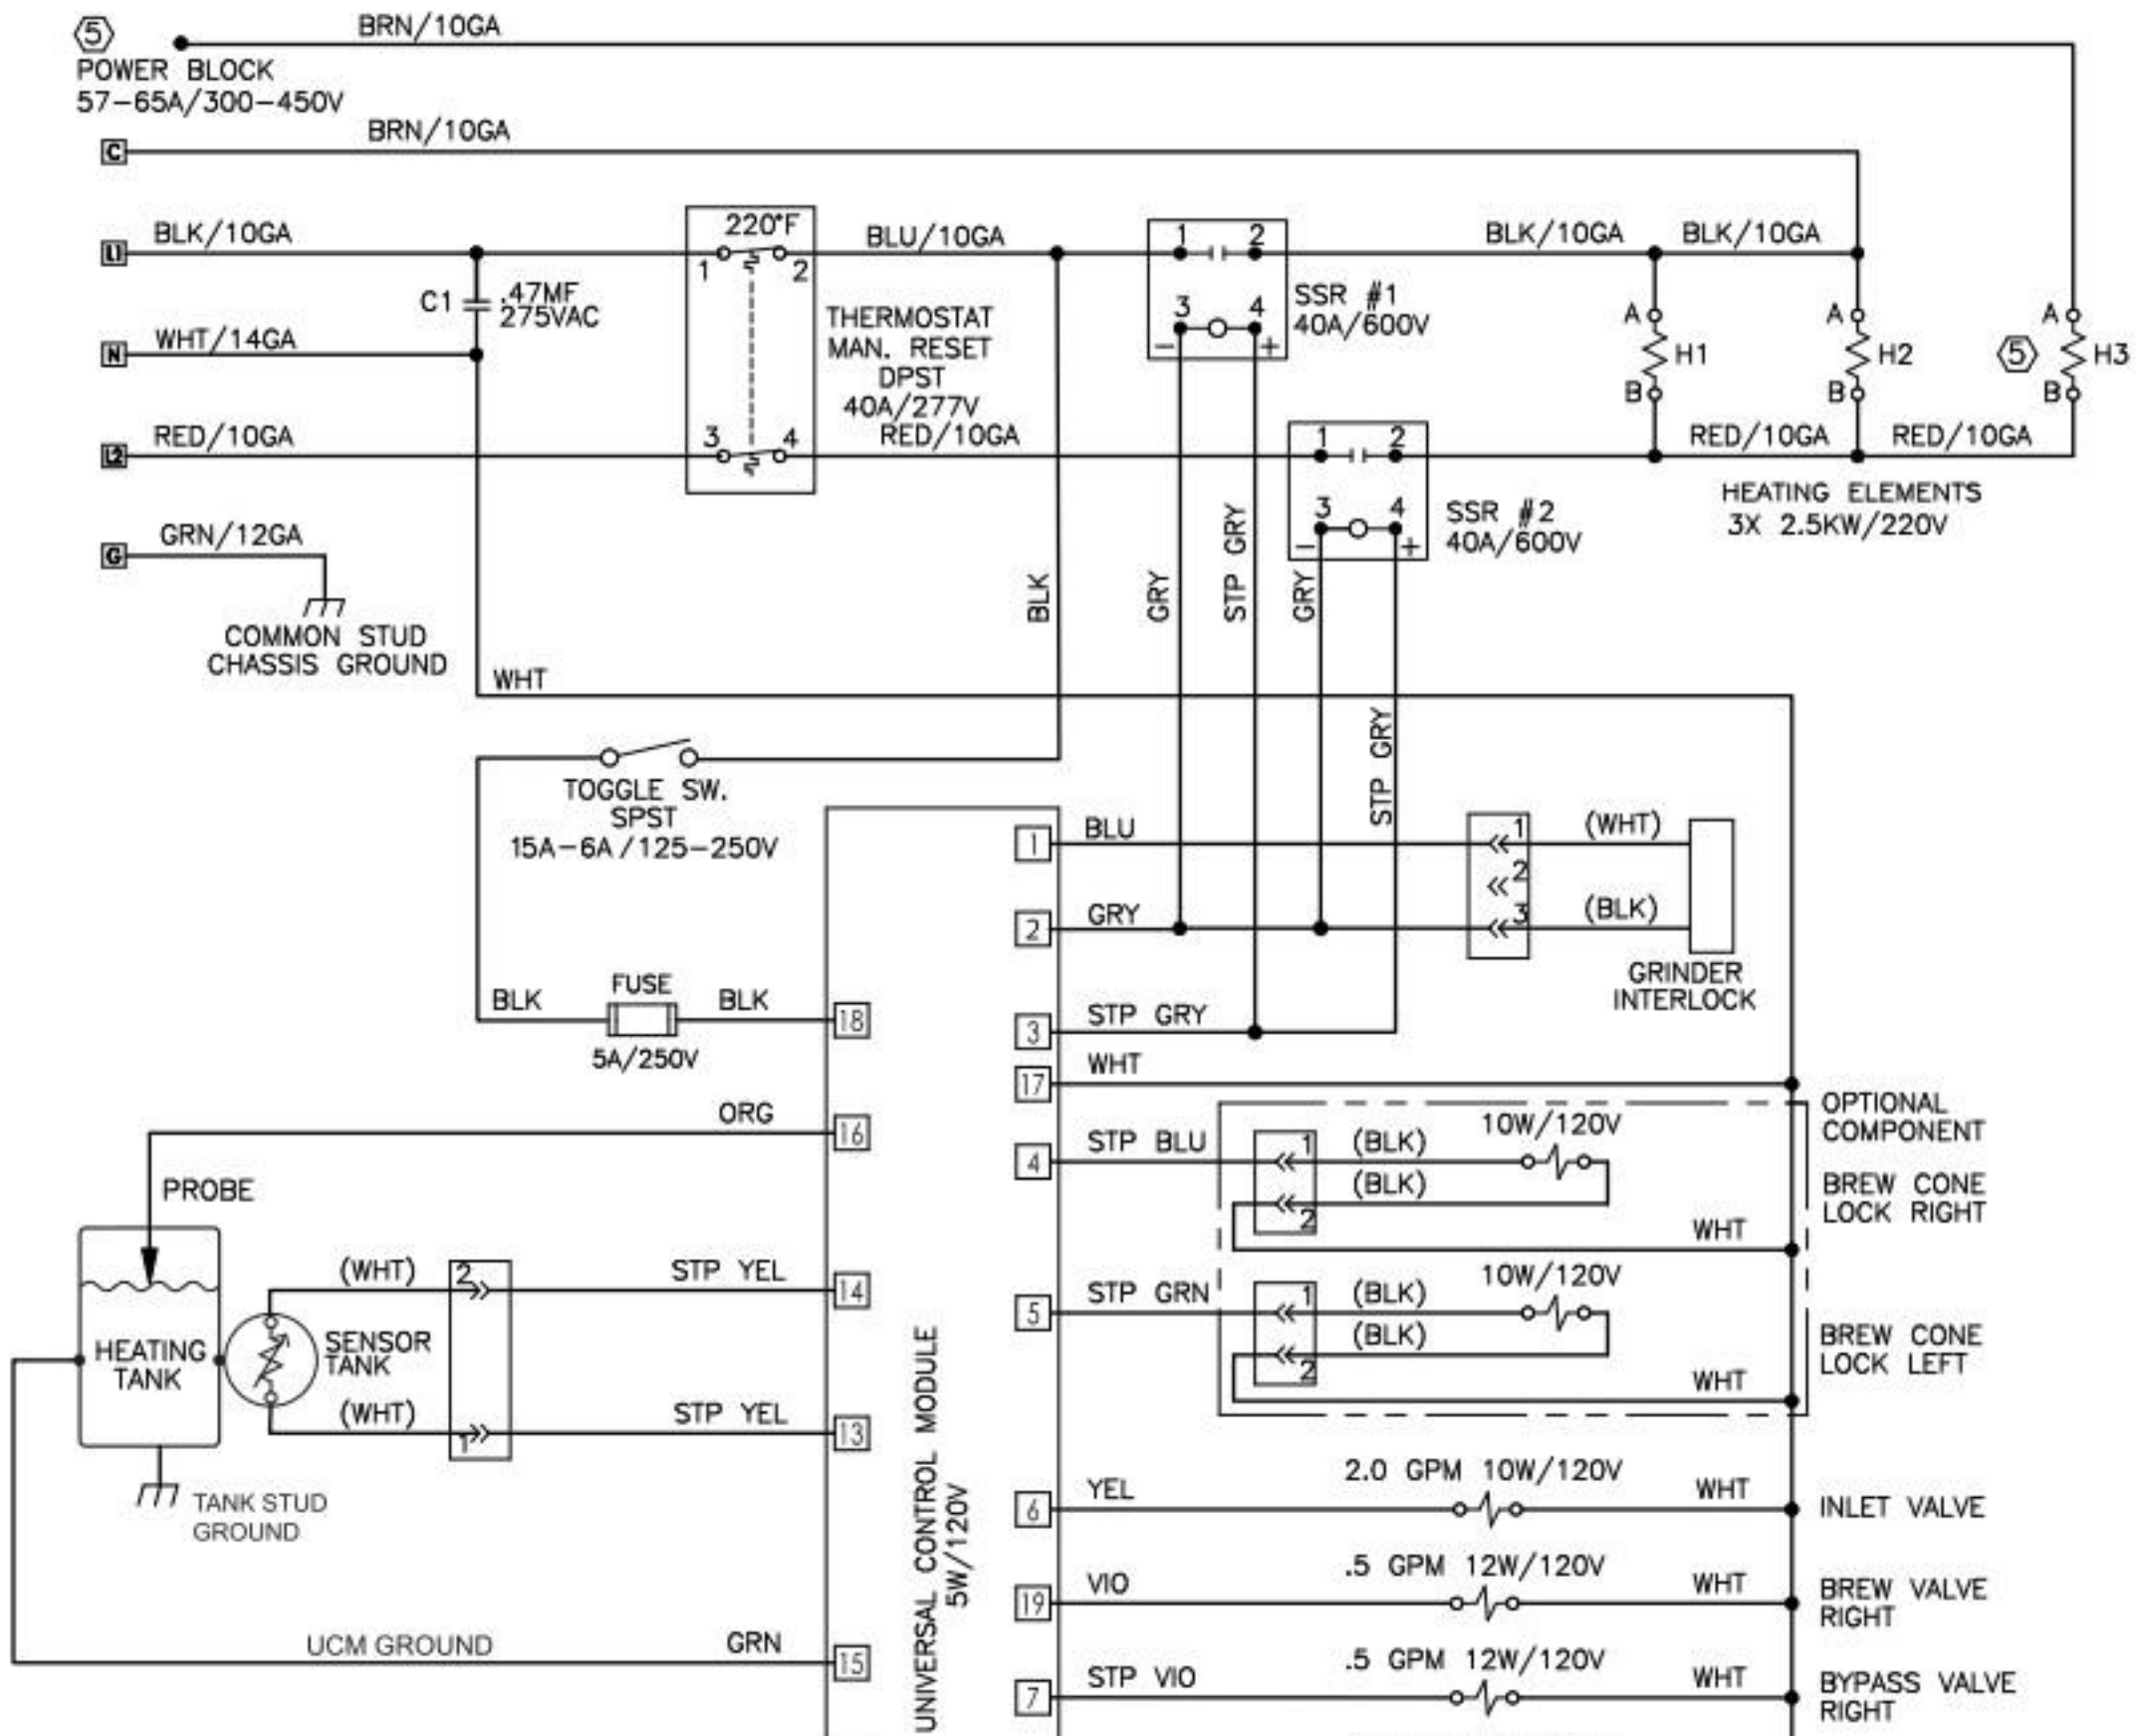 5
BRN/10GA
POWER BLOCK
57-65A/300-450V
C
BRN/10GA
L1
BLK/10GA
220°F
1
2
BLU/10GA
1
2
BLK/10GA
BLK/10GA
C1
.47MF
275VAC
THERMOSTAT
MAN. RESET
DPST
40A/277V
3
4
-
+
SSR #1
40A/600V
A
H1
B
A
H2
B
5
A
H3
B
N
WHT/14GA
L2
RED/10GA
3
4
RED/10GA
1
2
RED/10GA
RED/10GA
3
4
-
+
SSR #2
40A/600V
HEATING ELEMENTS
3X 2.5KW/220V
G
GRN/12GA
COMMON STUD
CHASSIS GROUND
BLK
GRY
STP GRY
GRY
STP GRY
WHT
TOGGLE SW.
SPST
15A-6A/125-250V
1
BLU
1
(WHT)
2
2
GRY
3
(BLK)
GRINDER
INTERLOCK
BLK
FUSE
BLK
18
5A/250V
3
STP GRY
17
WHT
OPTIONAL
COMPONENT
ORG
16
4
STP BLU
1
(BLK)
10W/120V
(BLK)
2
WHT
BREW CONE
LOCK RIGHT
PROBE
HEATING
TANK
SENSOR
TANK
(WHT)
2
STP YEL
14
(WHT)
1
STP YEL
13
5
STP GRN
1
(BLK)
10W/120V
(BLK)
2
WHT
BREW CONE
LOCK LEFT
TANK STUD
GROUND
UNIVERSAL CONTROL MODULE
5W/120V
6
YEL
2.0 GPM 10W/120V
WHT
INLET VALVE
19
VIO
.5 GPM 12W/120V
WHT
BREW VALVE
RIGHT
UCM GROUND
GRN
15
7
STP VIO
.5 GPM 12W/120V
WHT
BYPASS VALVE
RIGHT